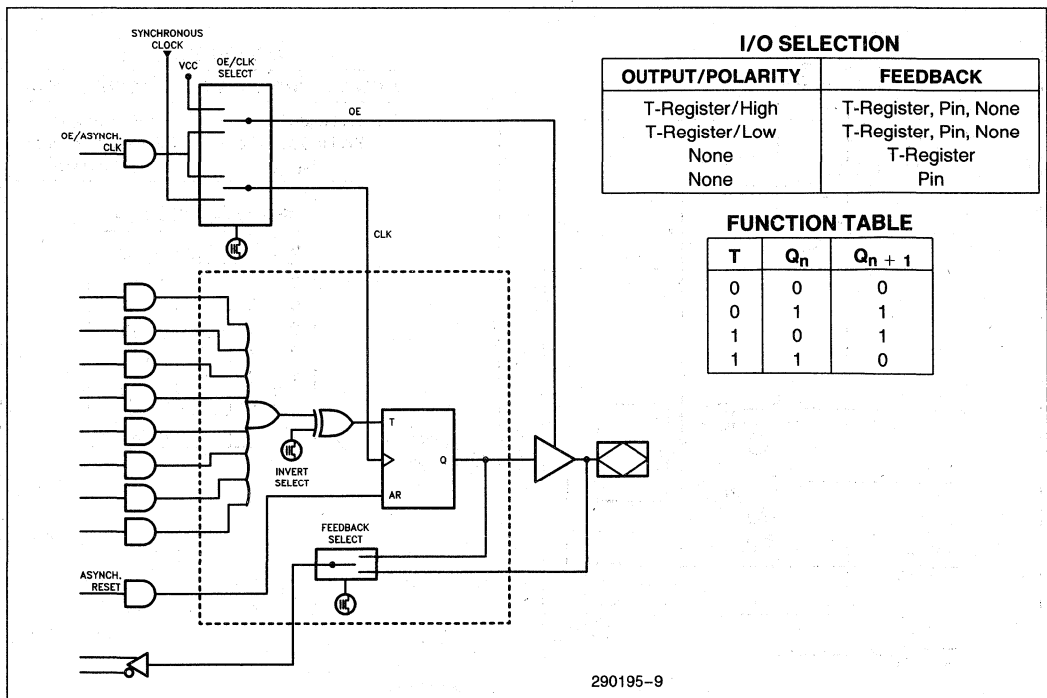 SYNCHRONOUS
CLOCK
VCC
OE/CLK
SELECT
OE
OE/ASYNCH.
CLK
CLK
T
Q
AR
INVERT
SELECT
FEEDBACK
SELECT
ASYNCH.
RESET
I/O SELECTION
OUTPUT/POLARITY FEEDBACK
T-Register/High T-Register, Pin, None
T-Register/Low T-Register, Pin, None
None T-Register
None Pin
FUNCTION TABLE
T Qn Qn + 1
0 0 0
0 1 1
1 0 1
1 1 0
290195-9